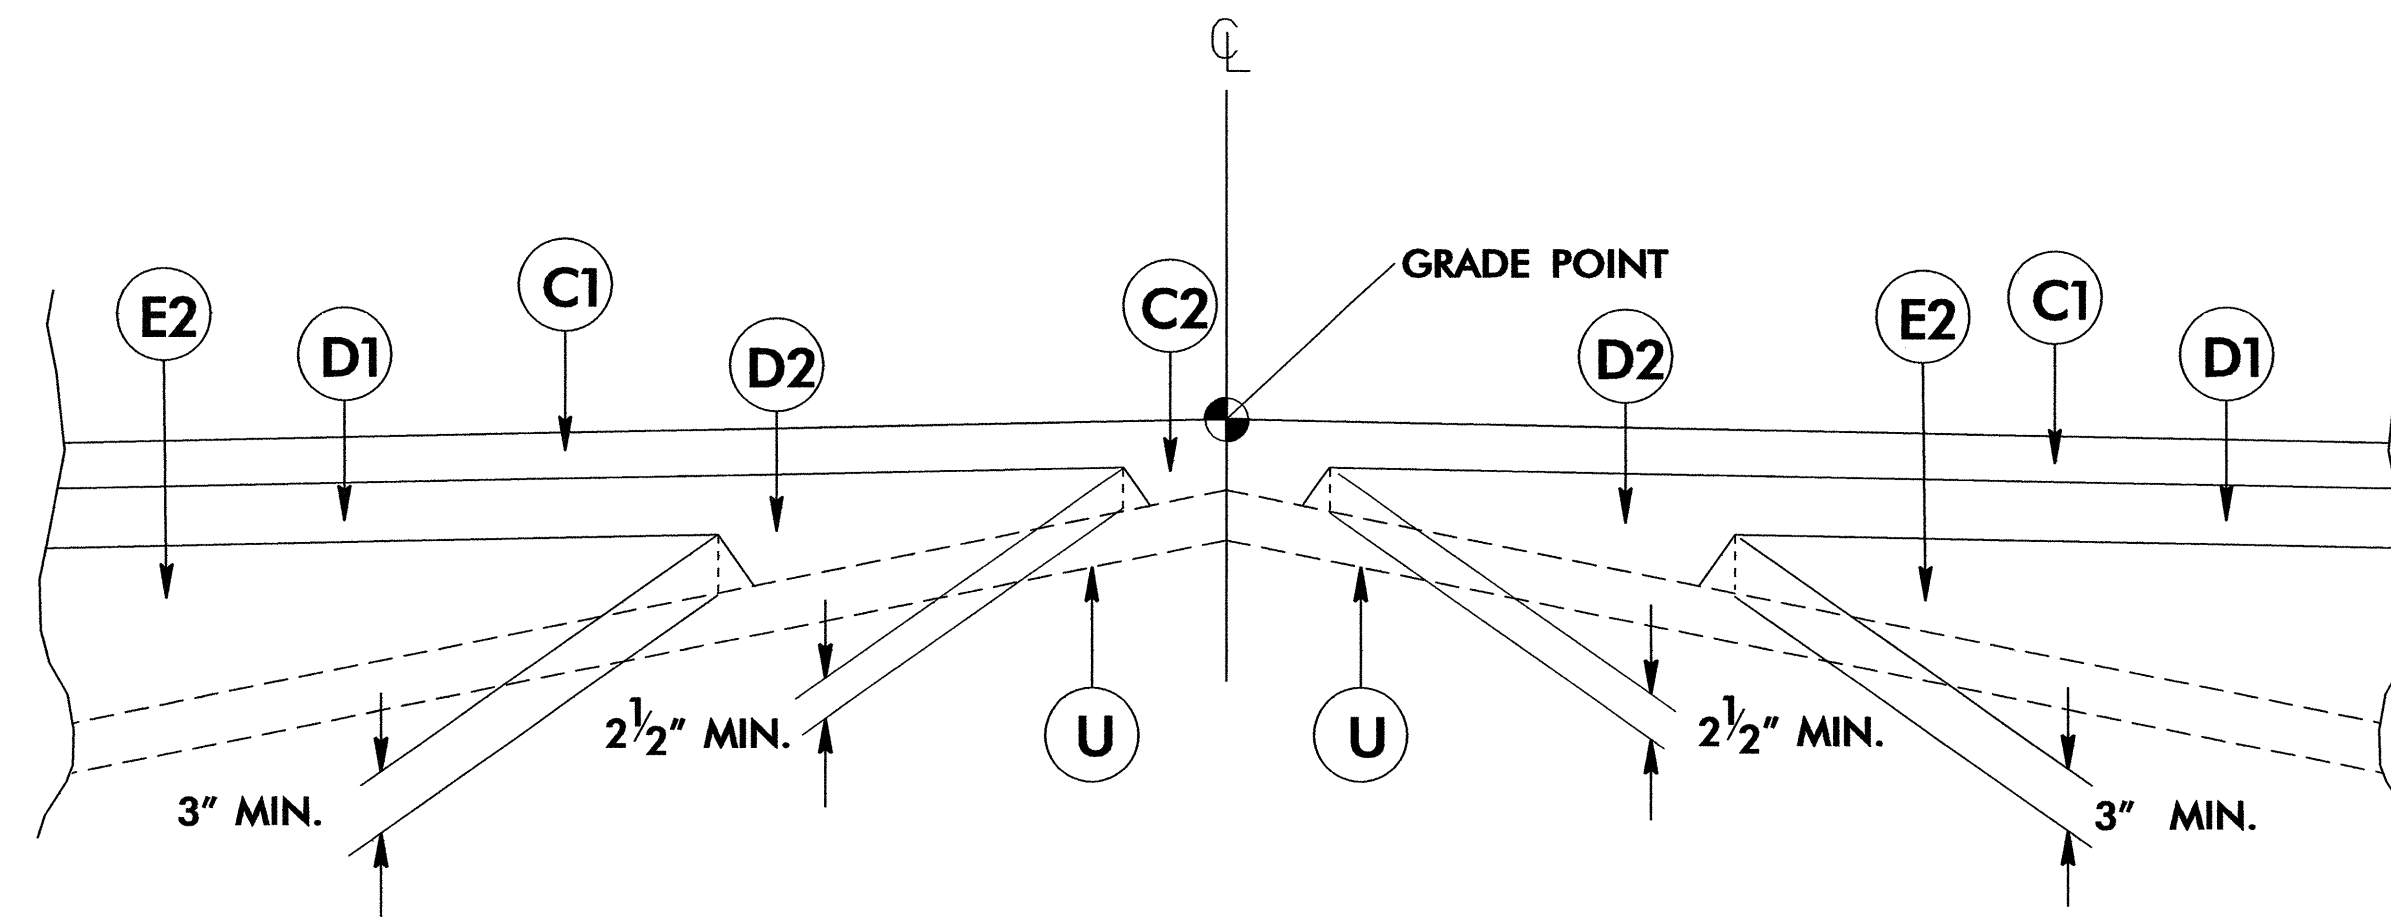 ℄
GRADE POINT
C1
C1
C2
E2
E2
D1
D2
D2
D1
2½" MIN.
U
U
2½" MIN.
3" MIN.
3" MIN.